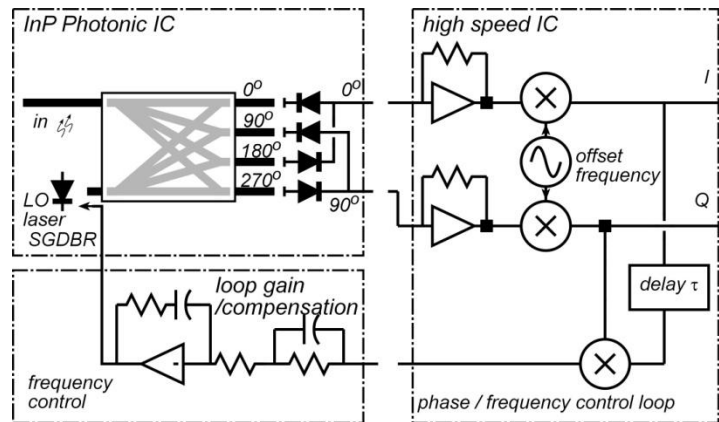 InP Photonic IC
high speed IC
0°
0°
I
in
90°
180°
offset
frequency
270°
90°
Q
LO
laser
SGDBR
loop gain
/compensation
delay τ
-
frequency
control
phase / frequency control loop